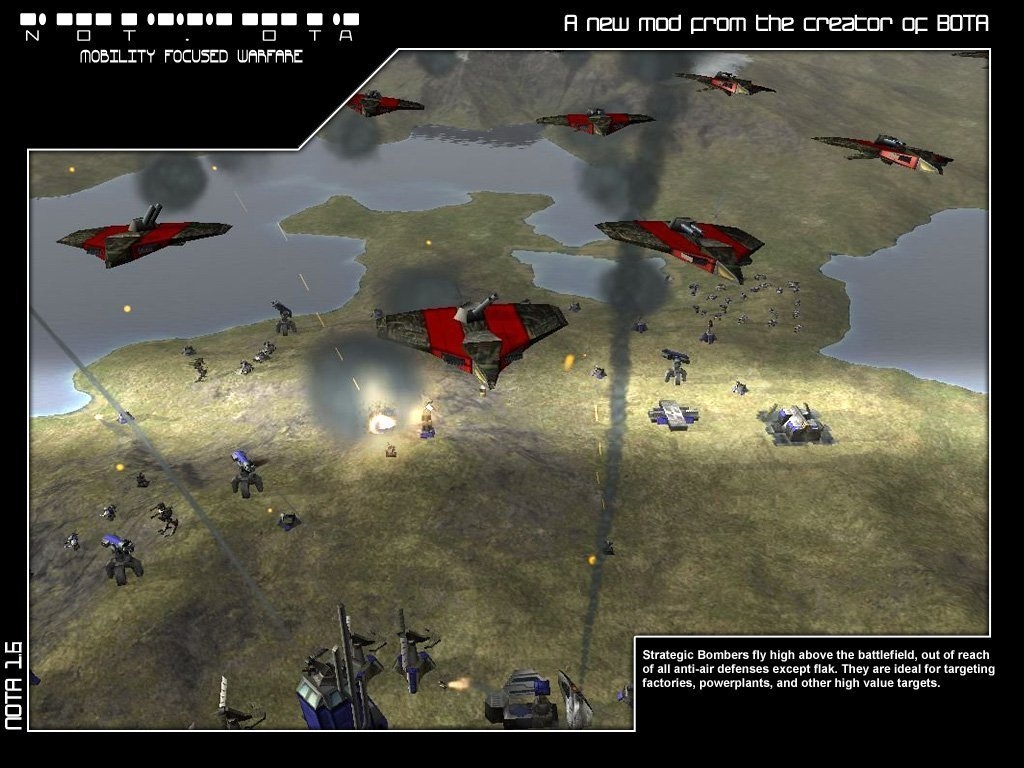 A new mod from the creator of BOTA
N O T . O T A
MOBILITY FOCUSED WARFARE
NOTA 1.6
Strategic Bombers fly high above the battlefield, out of reach
of all anti-air defenses except flak. They are ideal for targeting
factories, powerplants, and other high value targets.